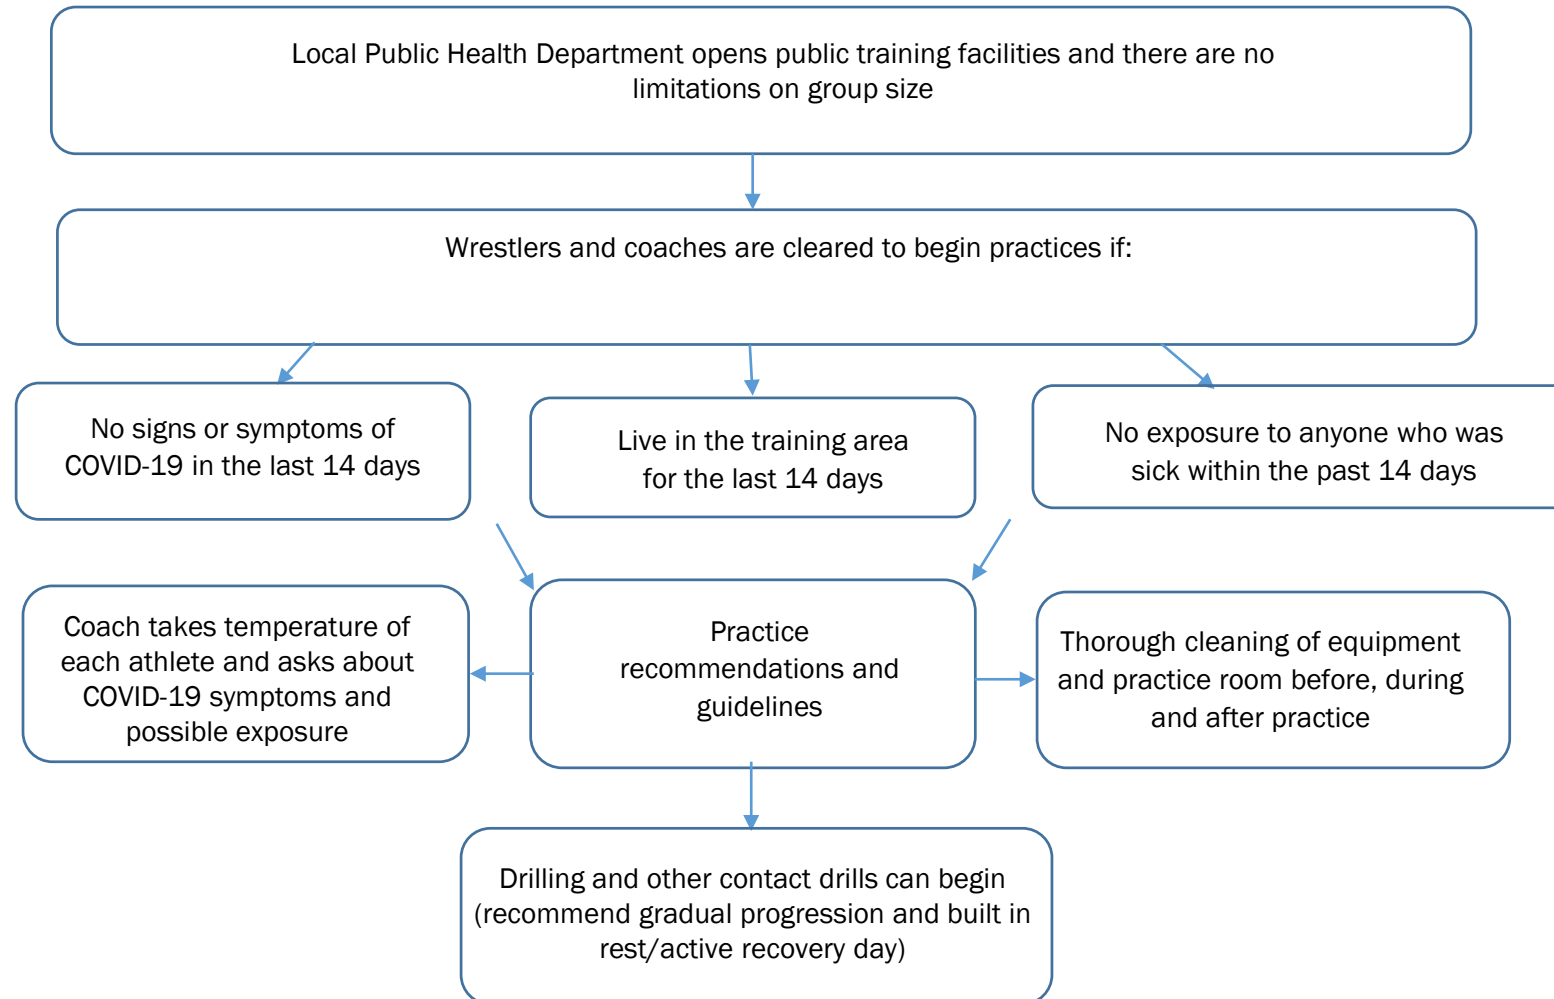 Local Public Health Department opens public training facilities and there are no
limitations on group size
Wrestlers and coaches are cleared to begin practices if:
No signs or symptoms of
COVID-19 in the last 14 days
Live in the training area
for the last 14 days
No exposure to anyone who was
sick within the past 14 days
Coach takes temperature of
each athlete and asks about
COVID-19 symptoms and
possible exposure
Practice
recommendations and
guidelines
Thorough cleaning of equipment
and practice room before, during
and after practice
Drilling and other contact drills can begin
(recommend gradual progression and built in
rest/active recovery day)